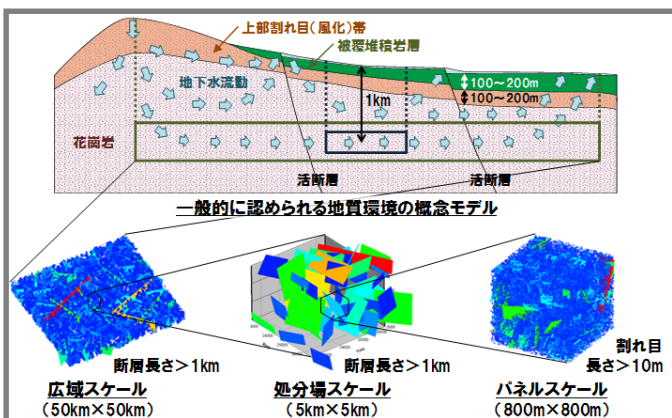 上部割れ目(風化)帯
被覆堆積岩層
地下水流動
100～200m
1km
100～200m
花崗岩
活断層
活断層
一般的に認められる地質環境の概念モデル
断層長さ>1km
断層長さ>1km
割れ目
長さ>10m
広域スケール
(50km×50km)
処分場スケール
(5km×5km)
パネルスケール
(800m×800m)